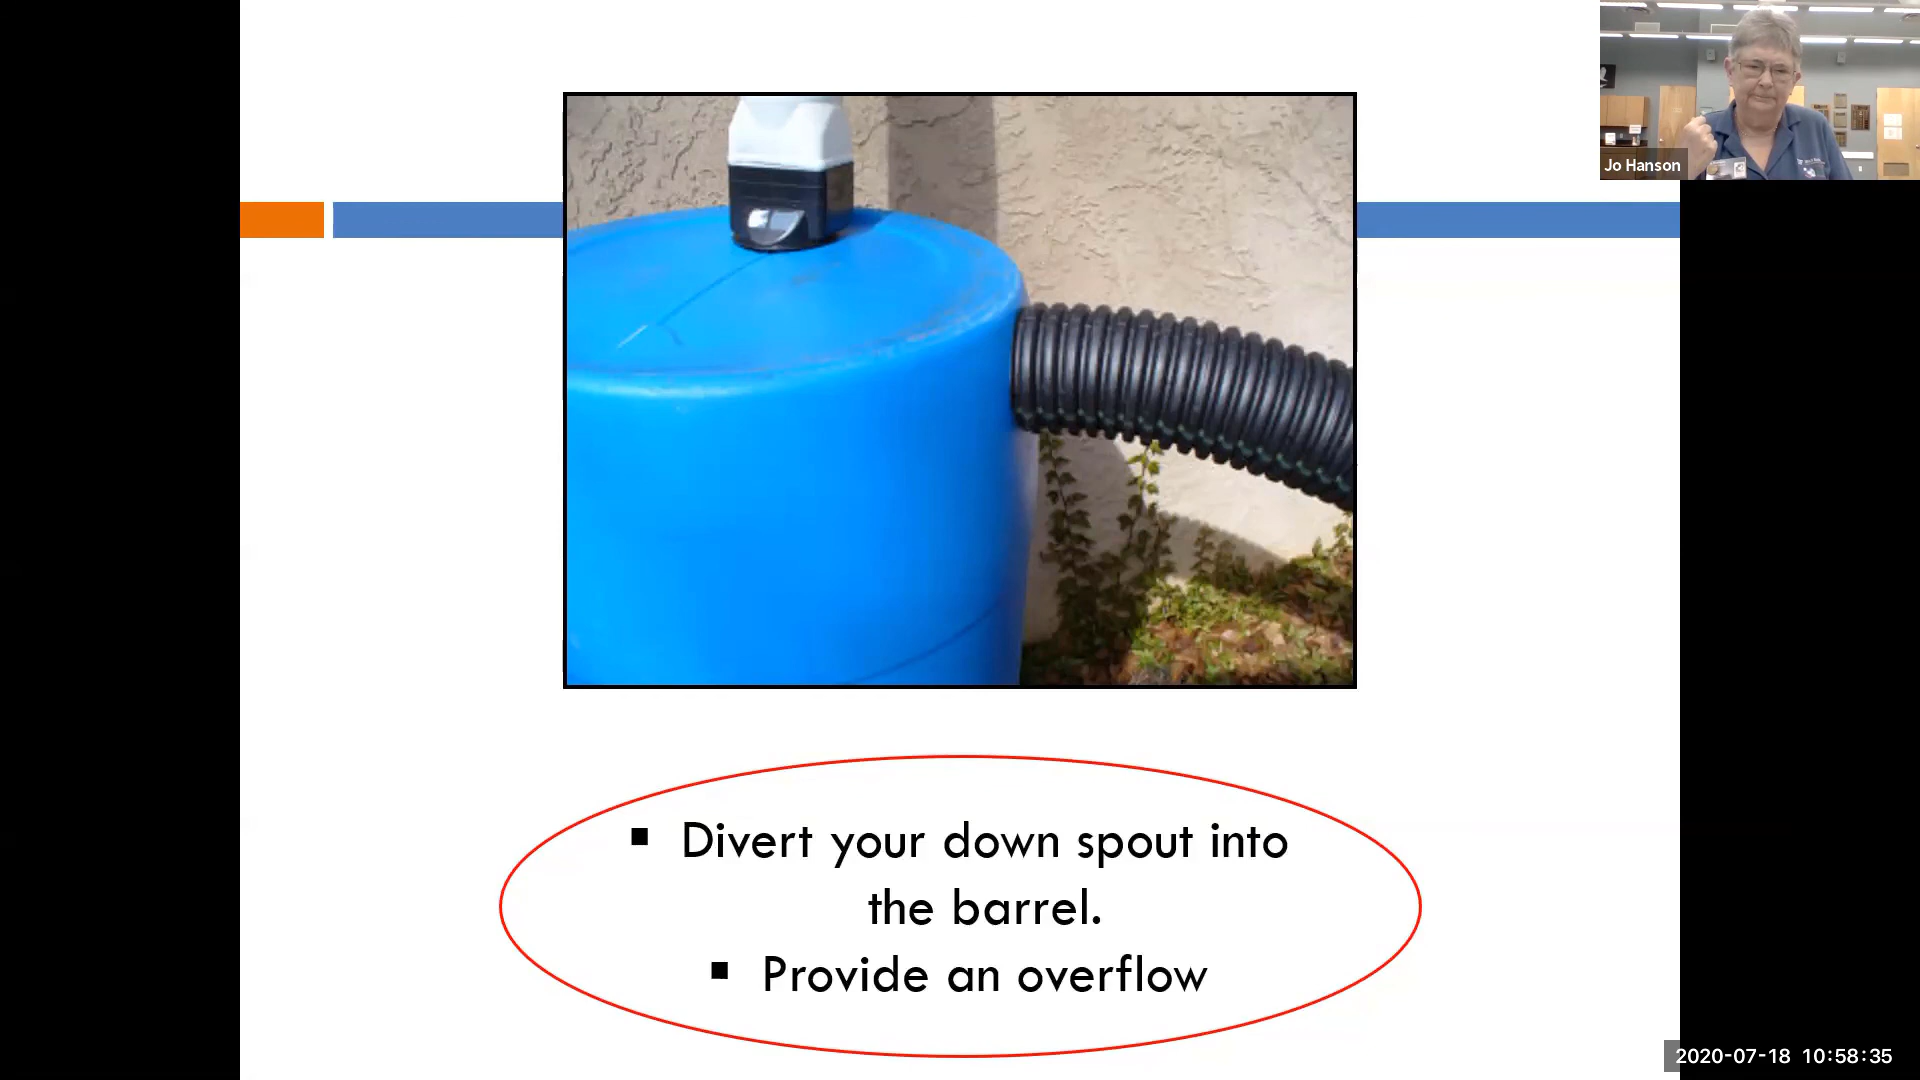 Jo Hanson
▪ Divert your down spout into
the barrel.
▪ Provide an overflow
2020-07-18 10:58:35